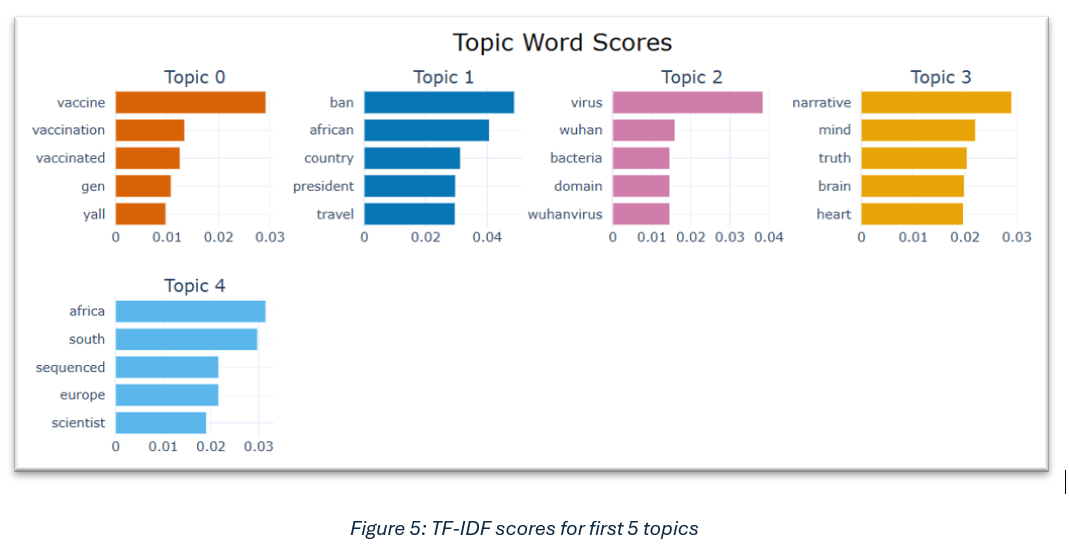 Topic Word Scores
Topic 0
vaccine
vaccination
vaccinated
gen
yall
0 0.01 0.02 0.03
Topic 1
ban
african
country
president
travel
0 0.02 0.04
Topic 2
virus
wuhan
bacteria
domain
wuhanvirus
0 0.01 0.02 0.03 0.04
Topic 3
narrative
mind
truth
brain
heart
0 0.01 0.02 0.03
Topic 4
africa
south
sequenced
europe
scientist
0 0.01 0.02 0.03
Figure 5: TF-IDF scores for first 5 topics